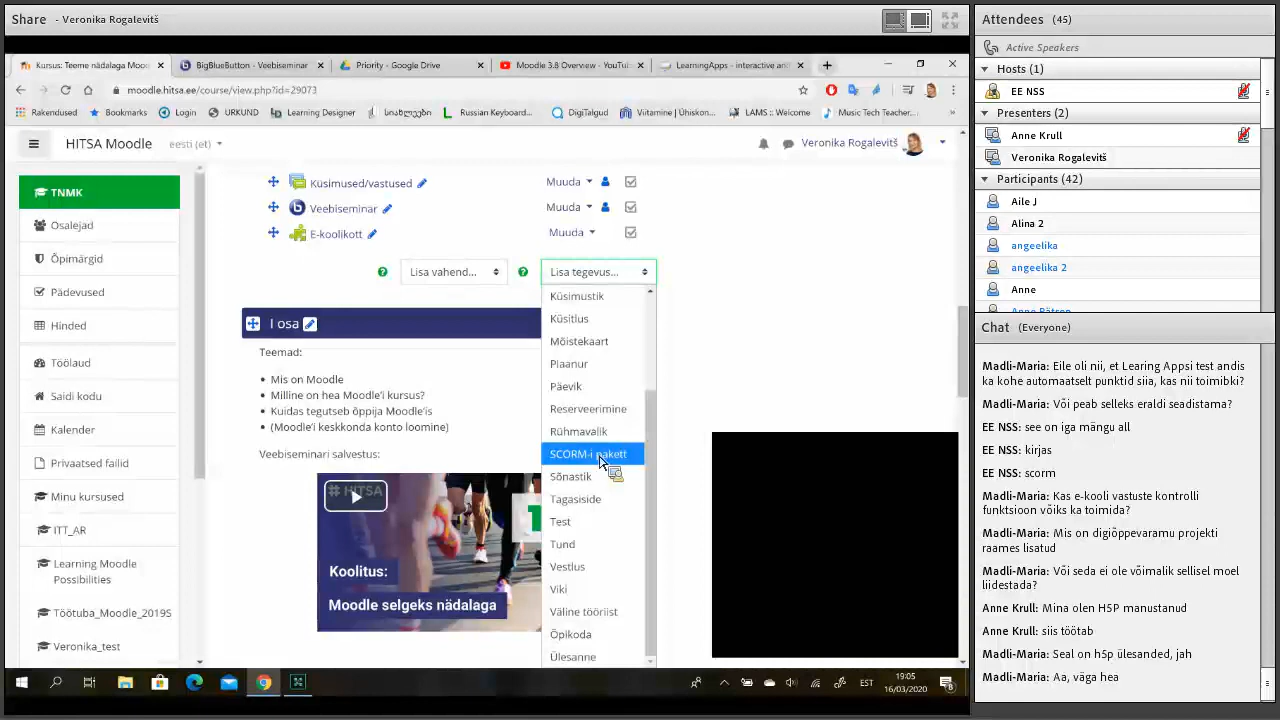 Share - Veronika Rogalevitš
Kursus: Teeme nädalaga Mood
BigBlueButton - Veebiseminar
Priority - Google Drive
Moodle 3.8 Overview - YouTu
LearningApps - interactive an
moodle.hitsa.ee/course/view.php?id=29073
Rakendused
Bookmarks
Login
URKUND
Learning Designer
Russian Keyboard...
DigiTalgud
Viitamine | Ühiskon...
LAMS :: Welcome
Music Tech Teacher...
HITSA Moodle
eesti (et)
Veronika Rogalevitš
TNMK
Osalejad
Õpimärgid
Pädevused
Hinded
Töölaud
Saidi kodu
Kalender
Privaatsed failid
Minu kursused
ITT_AR
Learning Moodle
Possibilities
Töötuba_Moodle_2019S
Veronika_test
Küsimused/vastused
Muuda
Veebiseminar
Muuda
E-koolikott
Muuda
Lisa vahend...
Lisa tegevus...
Küsimustik
Küsitlus
Mõistekaart
Plaanur
Päevik
Reserveerimine
Rühmavalik
SCORM-i pakett
Sõnastik
Tagasiside
Test
Tund
Vestlus
Viki
Väline tööriist
Õpikoda
Ülesanne
I osa
Teemad:
Mis on Moodle
Milline on hea Moodle'i kursus?
Kuidas tegutseb õppija Moodle'is
(Moodle'i keskkonda konto loomine)
Veebiseminari salvestus:
# HITSA
Koolitus:
Moodle selgeks nädalaga
EST
19:05
16/03/2020
8
Attendees (45)
Active Speakers
Hosts (1)
EE NSS
Presenters (2)
Anne Krull
Veronika Rogalevitš
Participants (42)
Aile J
Alina 2
angeelika
angeelika 2
Anne
Chat (Everyone)
Madli-Maria: Eile oli nii, et Learing Appsi test andis
ka kohe automaatselt punktid siia, kas nii toimibki?
Madli-Maria: Või peab selleks eraldi seadistama?
EE NSS: see on iga mängu all
EE NSS: kirjas
EE NSS: scorm
Madli-Maria: Kas e-kooli vastuste kontrolli
funktsioon võiks ka toimida?
Madli-Maria: Mis on digiõppevaramu projekti
raames lisatud
Madli-Maria: Või seda ei ole võimalik sellisel moel
liidestada?
Anne Krull: Mina olen H5P manustanud
Anne Krull: siis töötab
Madli-Maria: Seal on h5p ülesanded, jah
Madli-Maria: Aa, väga hea